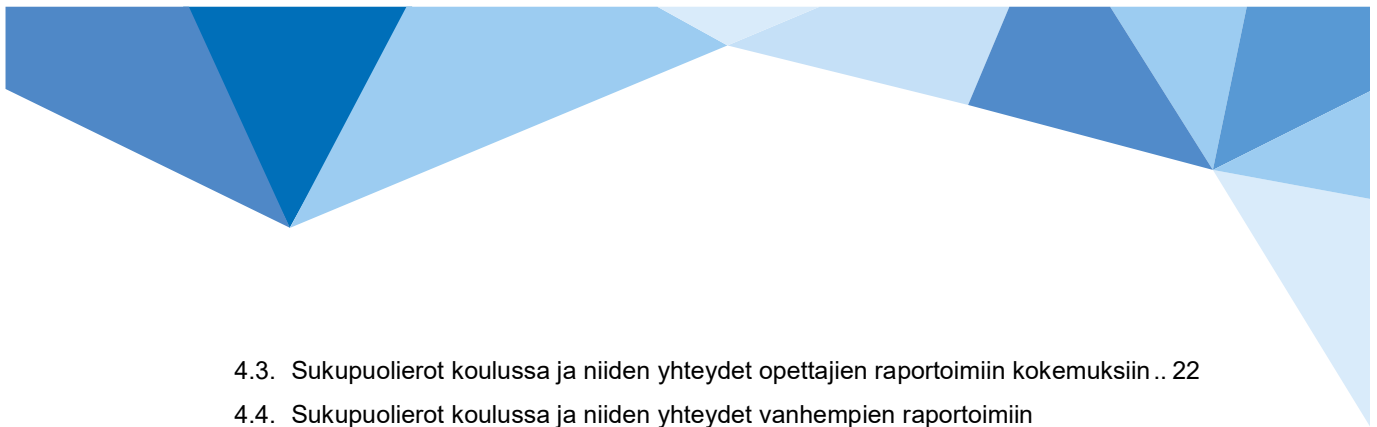 4.3. Sukupuolierot koulussa ja niiden yhteydet opettajien raportoimiin kokemuksiin .. 22
4.4. Sukupuolierot koulussa ja niiden yhteydet vanhempien raportoimiin